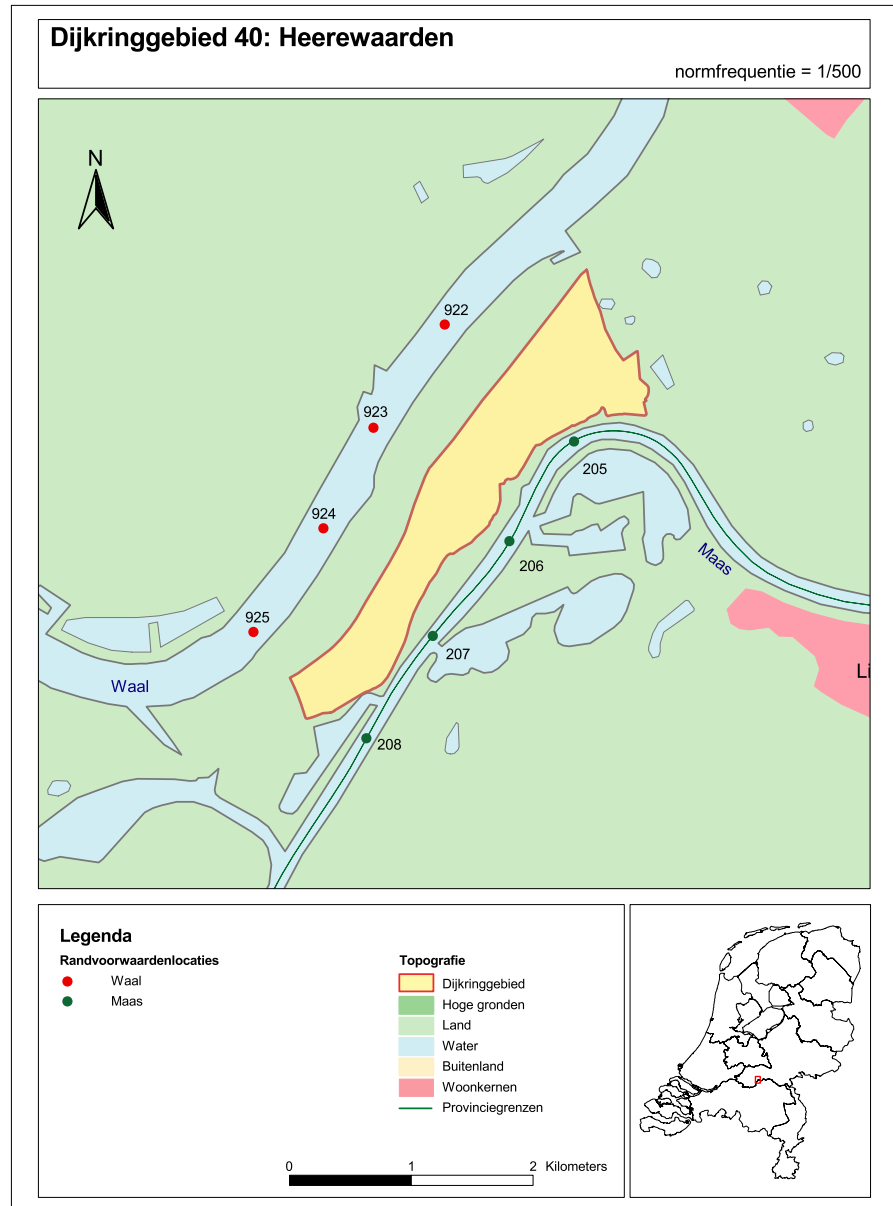 Dijkringgebied 40: Heerewaarden
normfrequentie = 1/500
N
922
923
924
925
205
206
207
208
Maas
Waal
Li
Legenda
Randvoorwaardenlocaties
Waal
Maas
Topografie
Dijkringgebied
Hoge gronden
Land
Water
Buitenland
Woonkernen
Provinciegrenzen
0 1 2 Kilometers